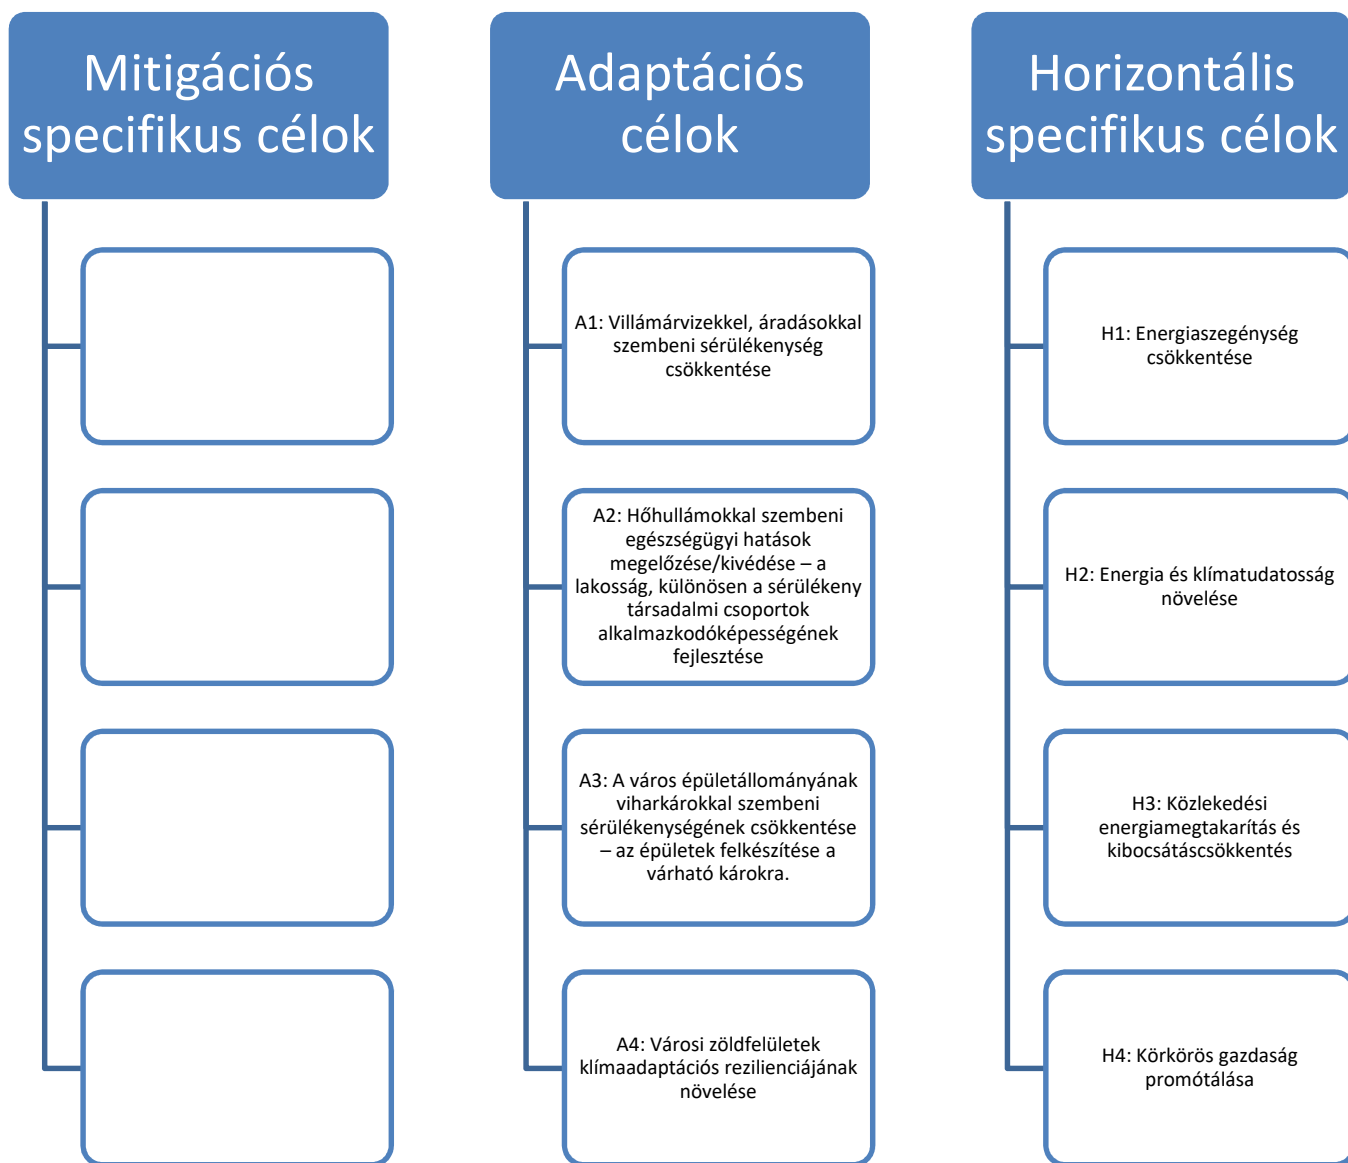 Mitigációs
specifikus célok
Adaptációs
célok
A1: Villámárvizekkel, áradásokkal
szembeni sérülékenység
csökkentése
A2: Hőhullámokkal szembeni
egészségügyi hatások
megelőzése/kivédése – a
lakosság, különösen a sérülékeny
társadalmi csoportok
alkalmazkodóképességének
fejlesztése
A3: A város épületállományának
viharkárokkal szembeni
sérülékenységének csökkentése
– az épületek felkészítése a
várható károkra.
A4: Városi zöldfelületek
klímaadaptációs rezilienciájának
növelése
Horizontális
specifikus célok
H1: Energiaszegénység
csökkentése
H2: Energia és klímatudatosság
növelése
H3: Közlekedési
energiamegtakarítás és
kibocsátáscsökkentés
H4: Körkörös gazdaság
promótálása